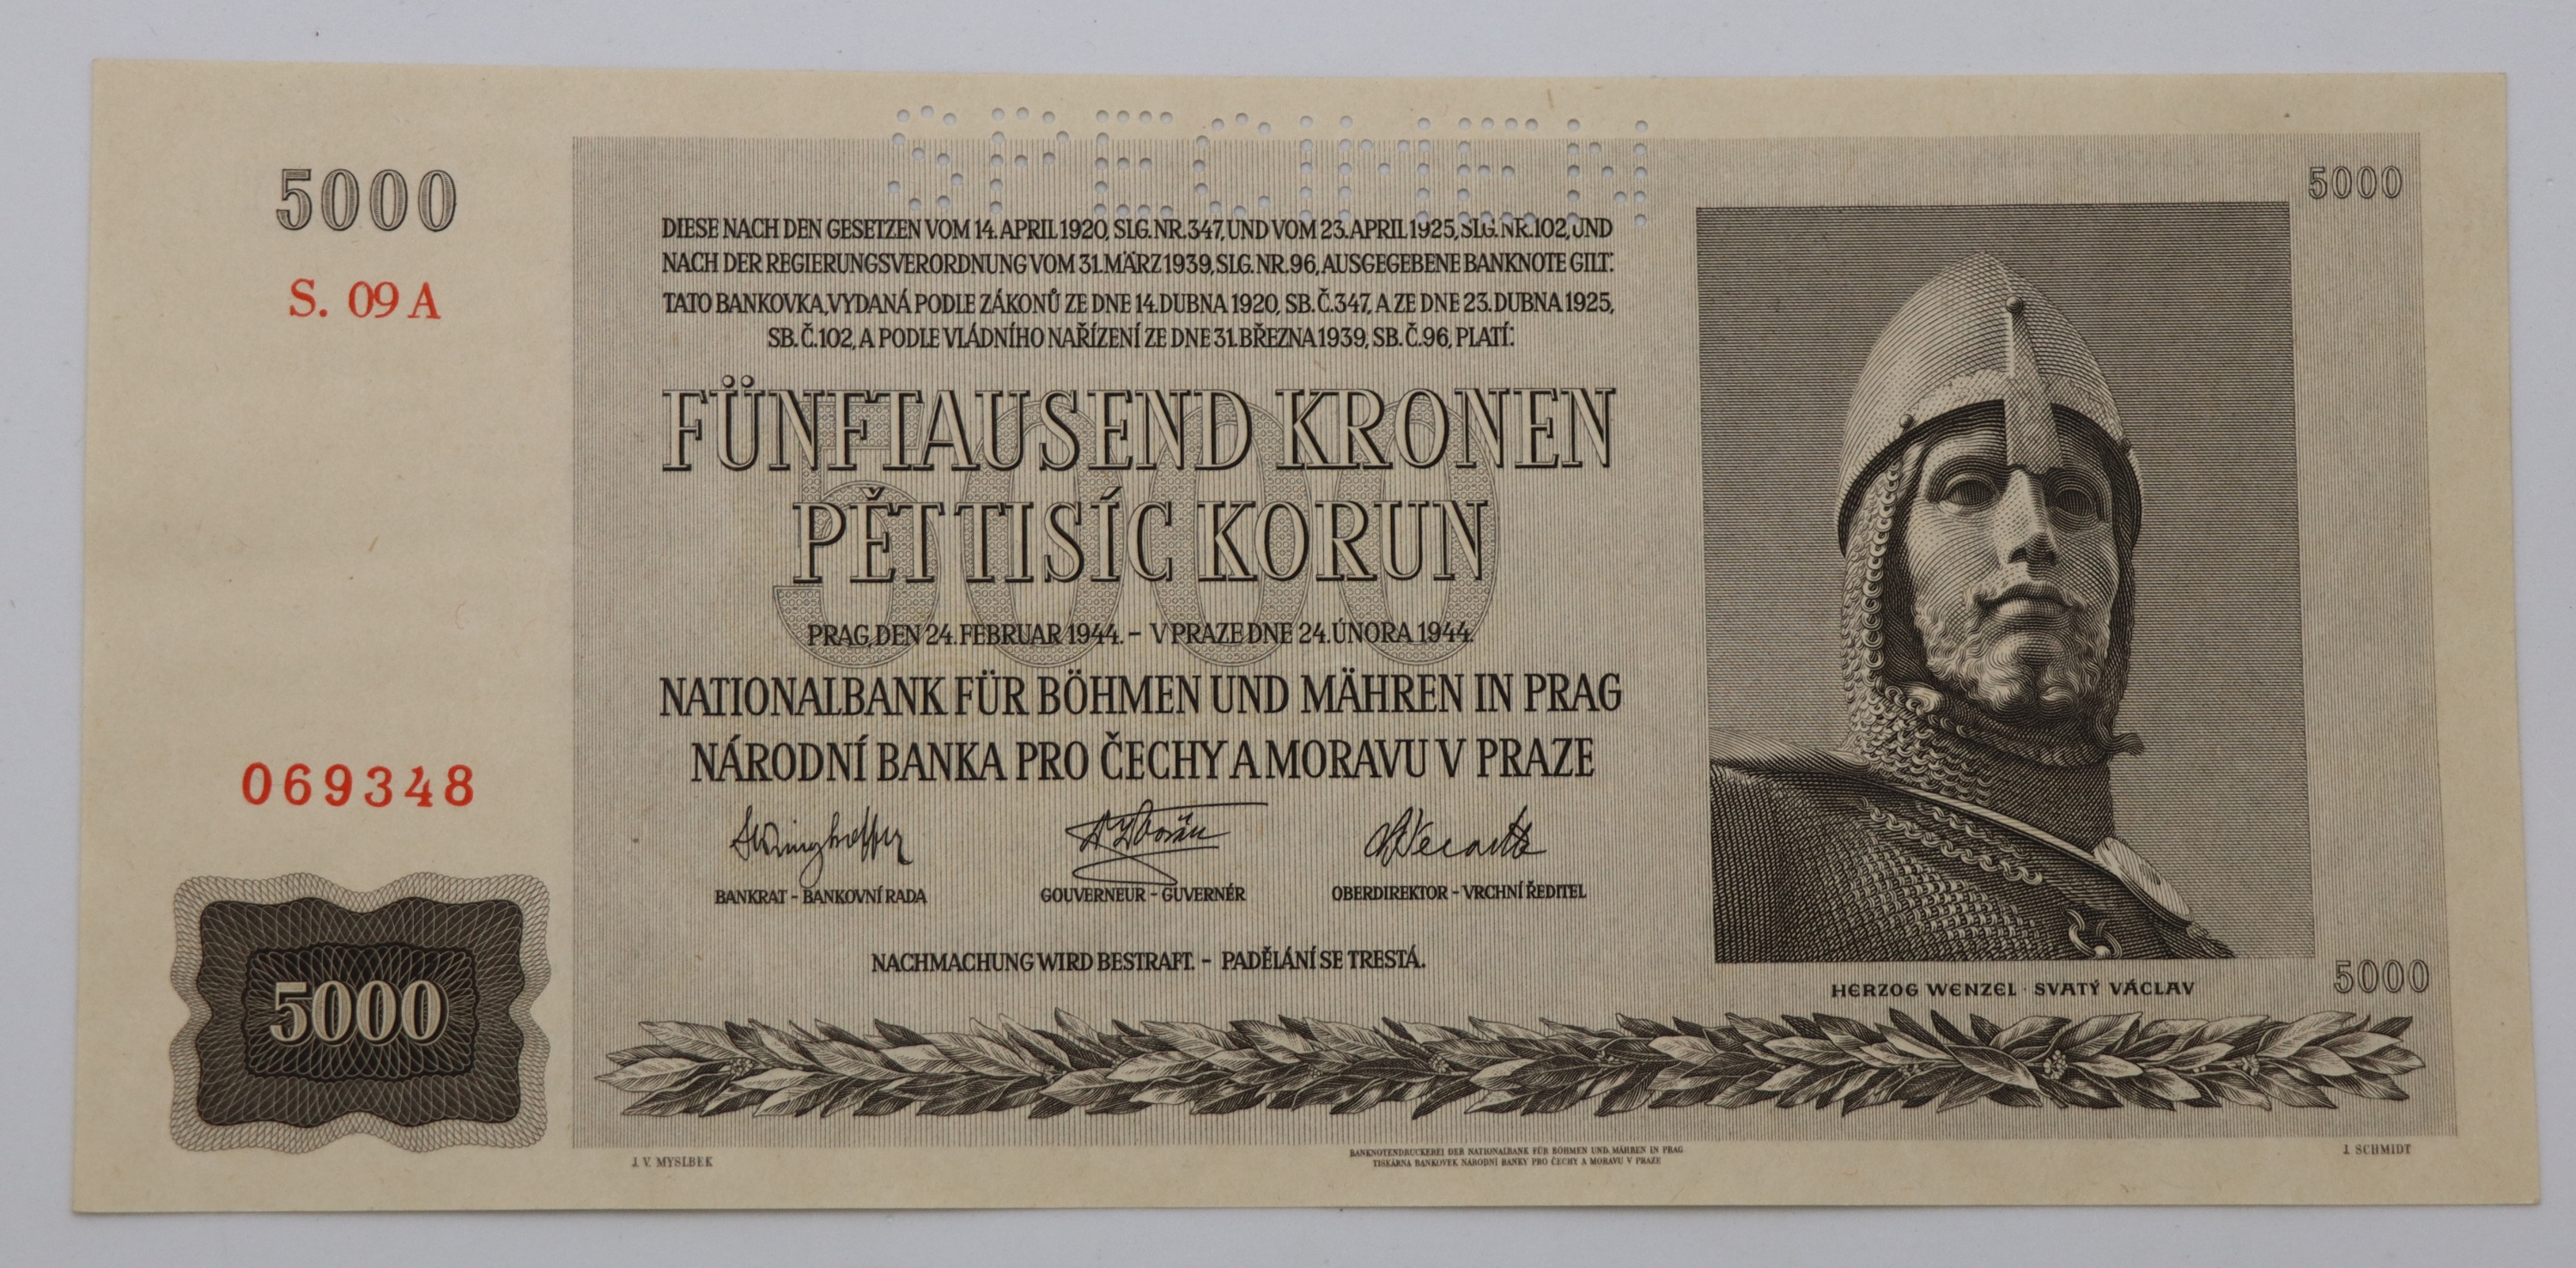 SPECIMEN
5000
S. 09 A
069348
5000
DIESE NACH DEN GESETZEN VOM 14. APRIL 1920, SLG. NR. 347, UND VOM 23. APRIL 1925, SLG. NR. 102, UND
NACH DER REGIERUNGSVERORDNUNG VOM 31. MÄRZ 1939, SLG. NR. 96, AUSGEGEBENE BANKNOTE GILT:
TATO BANKOVKA, VYDANÁ PODLE ZÁKONŮ ZE DNE 14. DUBNA 1920, SB. Č. 347, A ZE DNE 23. DUBNA 1925,
SB. Č. 102, A PODLE VLÁDNÍHO NAŘÍZENÍ ZE DNE 31. BŘEZNA 1939, SB. Č. 96, PLATÍ:
5000
FÜNFTAUSEND KRONEN
PĚT TISÍC KORUN
PRAG, DEN 24. FEBRUAR 1944. – V PRAZE DNE 24. ÚNORA 1944.
NATIONALBANK FÜR BÖHMEN UND MÄHREN IN PRAG
NÁRODNÍ BANKA PRO ČECHY A MORAVU V PRAZE
BANKRAT – BANKOVNÍ RADA
GOUVERNEUR – GUVERNÉR
OBERDIREKTOR – VRCHNÍ ŘEDITEL
NACHMACHUNG WIRD BESTRAFT. – PADĚLÁNÍ SE TRESTÁ.
5000
HERZOG WENZEL · SVATÝ VÁCLAV
5000
J. V. MYSLBEK
BANKNOTENDRUCKEREI DER NATIONALBANK FÜR BÖHMEN UND MÄHREN IN PRAG
TISKÁRNA BANKOVEK NÁRODNÍ BANKY PRO ČECHY A MORAVU V PRAZE
J. SCHMIDT